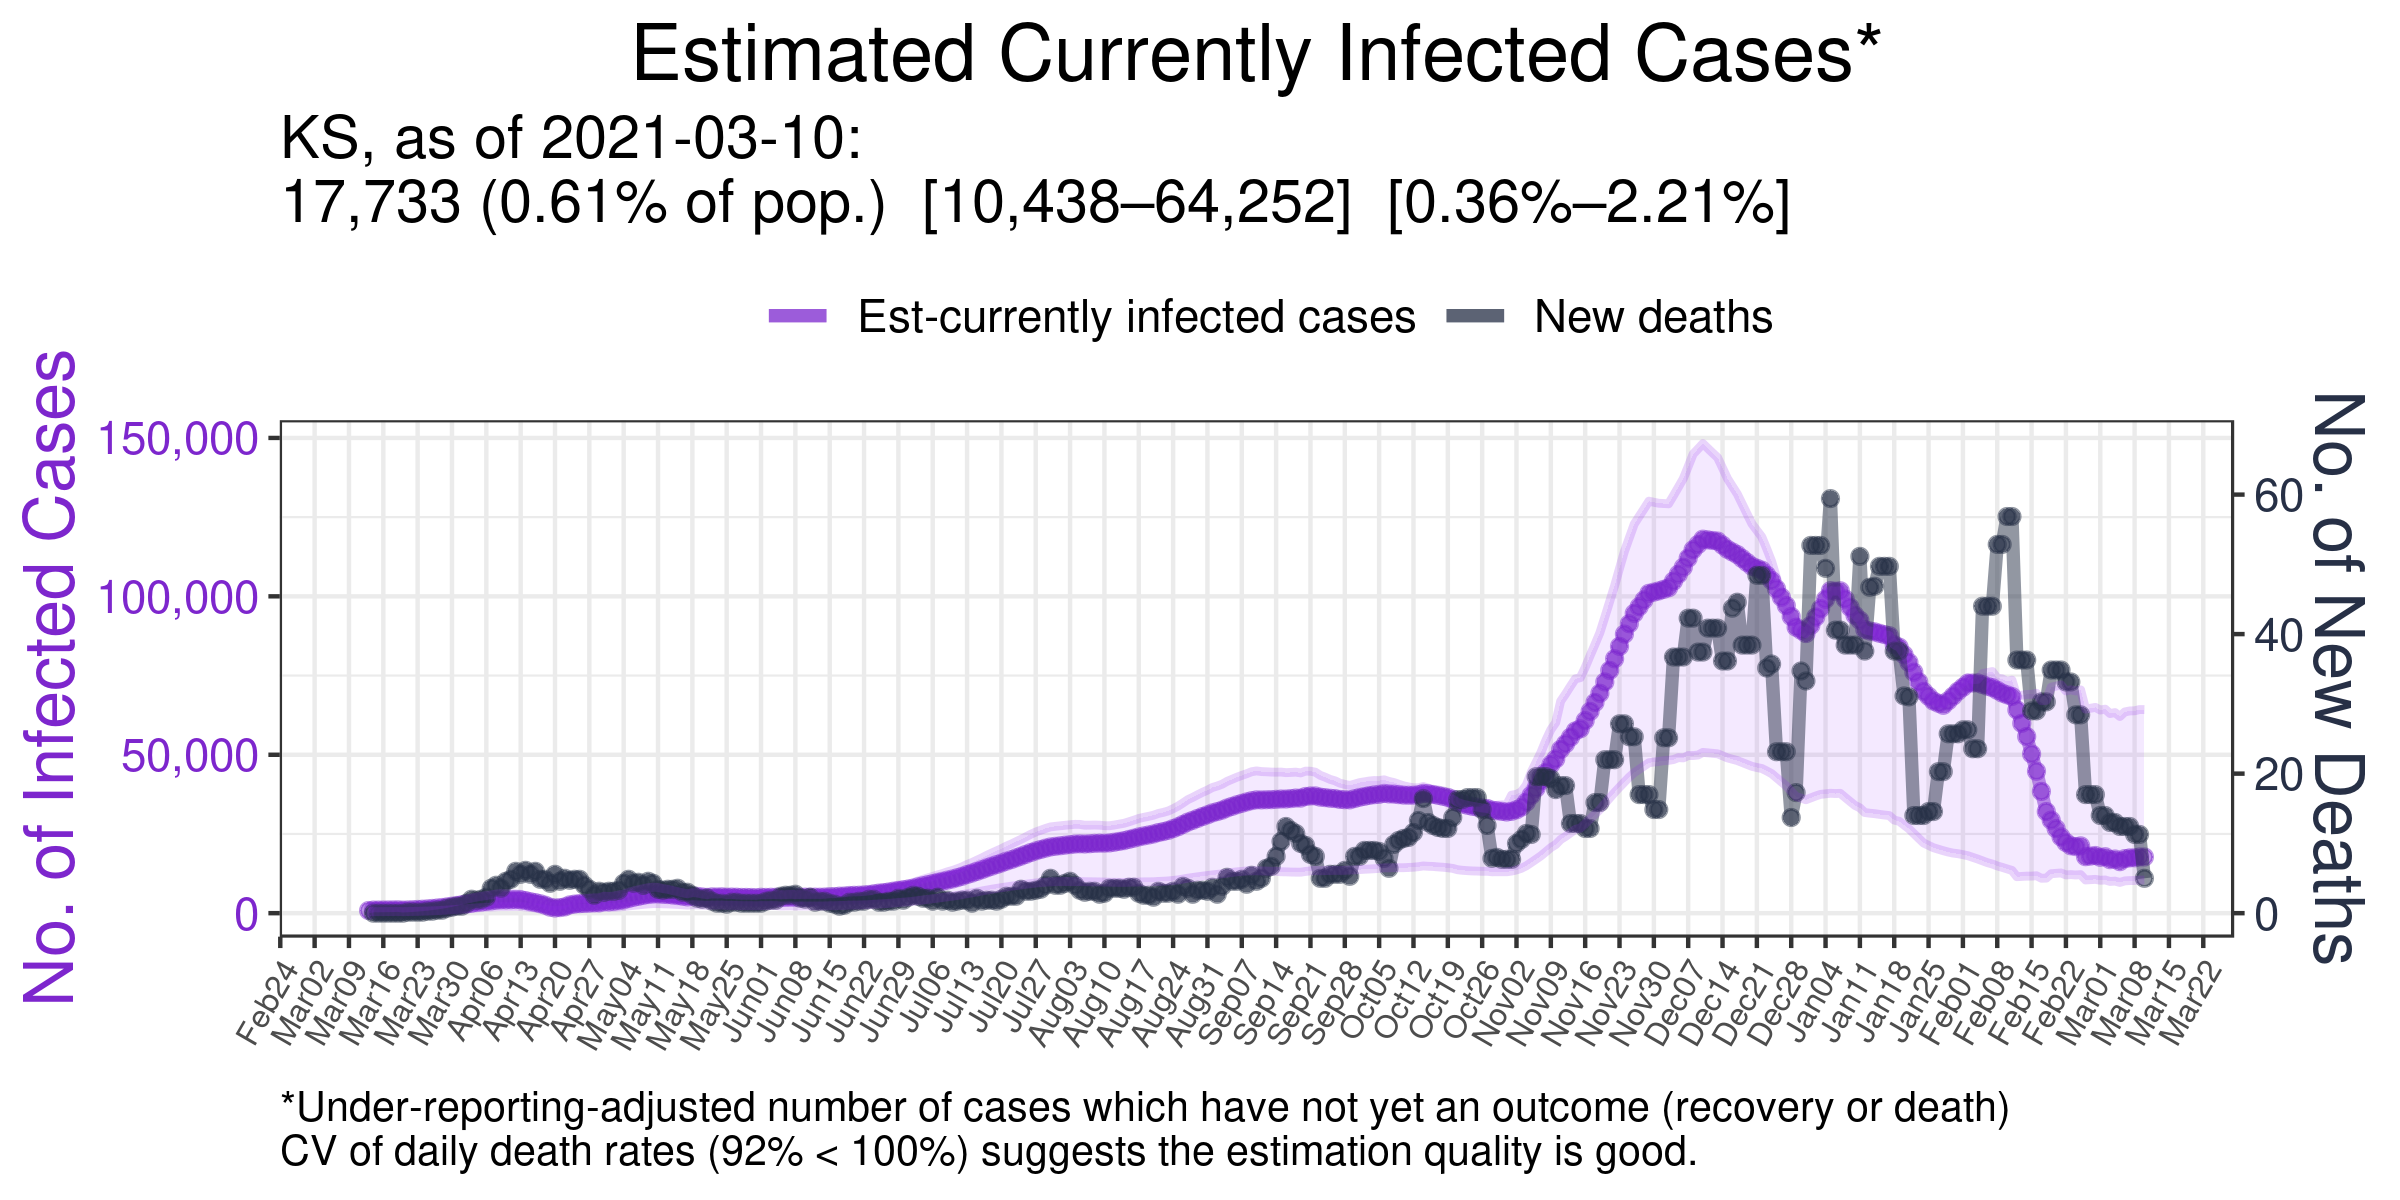 Estimated Currently Infected Cases*
KS, as of 2021-03-10:
17,733 (0.61% of pop.) [10,438–64,252] [0.36%–2.21%]
Est-currently infected cases
New deaths
No. of Infected Cases
150,000
100,000
50,000
0
No. of New Deaths
60
40
20
0
Feb24
Mar02
Mar09
Mar16
Mar23
Mar30
Apr06
Apr13
Apr20
Apr27
May04
May11
May18
May25
Jun01
Jun08
Jun15
Jun22
Jun29
Jul06
Jul13
Jul20
Jul27
Aug03
Aug10
Aug17
Aug24
Aug31
Sep07
Sep14
Sep21
Sep28
Oct05
Oct12
Oct19
Oct26
Nov02
Nov09
Nov16
Nov23
Nov30
Dec07
Dec14
Dec21
Dec28
Jan04
Jan11
Jan18
Jan25
Feb01
Feb08
Feb15
Feb22
Mar01
Mar08
Mar15
Mar22
*Under-reporting-adjusted number of cases which have not yet an outcome (recovery or death)
CV of daily death rates (92% < 100%) suggests the estimation quality is good.